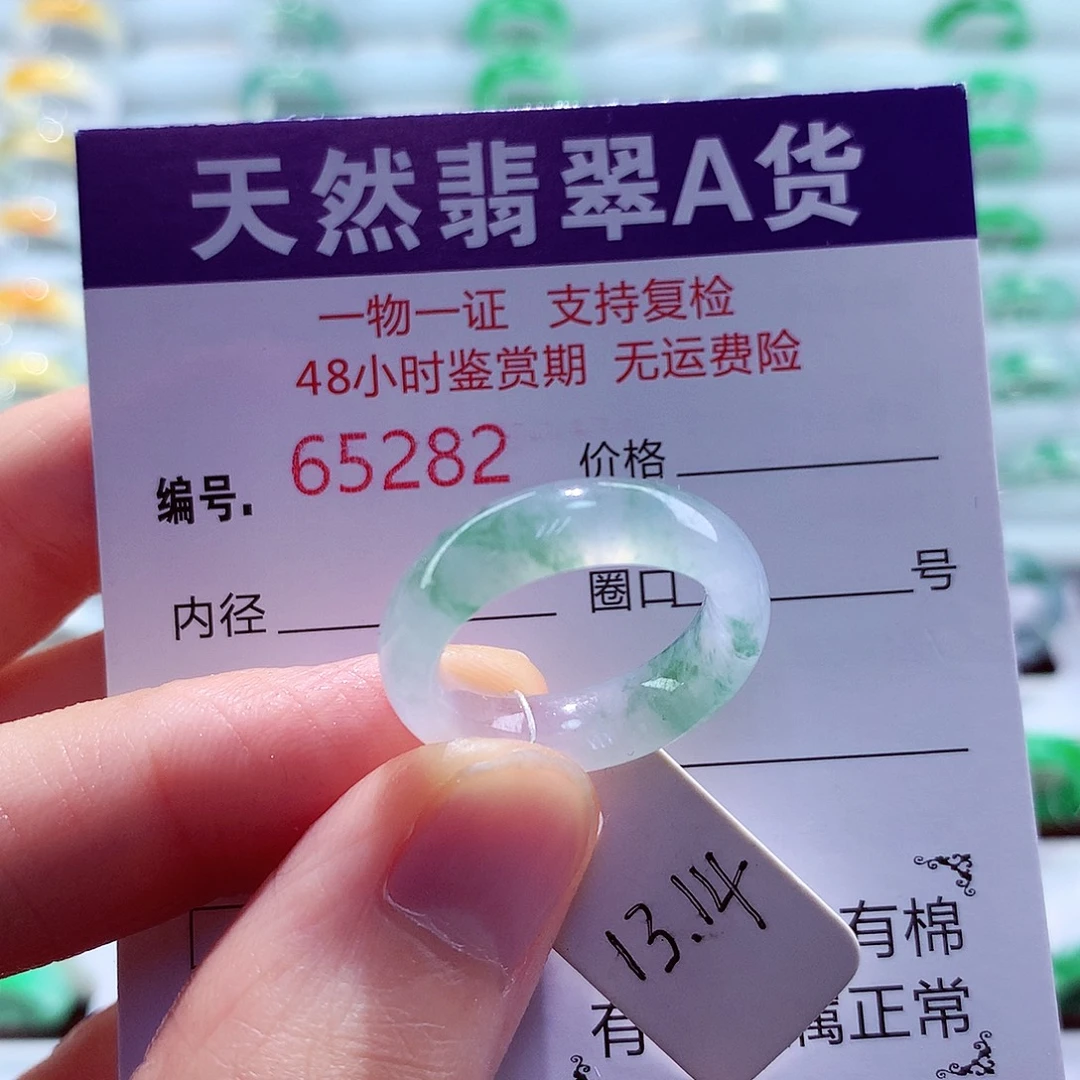 天然翡翠A货
一物一证 支持复检
48小时鉴赏期 无运费险
编号. 65282 价格
内径 圈口 号
13.14
有棉
有 属正常